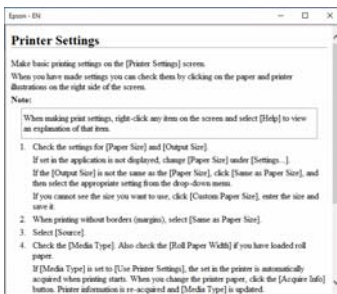 Epson - EN
Printer Settings
Make basic printing settings on the [Printer Settings] screen.
When you have made settings you can check them by clicking on the paper and printer
illustrations on the right side of the screen.
Note:
When making print settings, right-click any item on the screen and select [Help] to view
an explanation of that item.
1. Check the settings for [Paper Size] and [Output Size].
If set in the application is not displayed, change [Paper Size] under [Settings...].
If the [Output Size] is not the same as the [Paper Size], click [Same as Paper Size], and
then select the appropriate setting from the drop-down menu.
If you cannot see the size you want to use, click [Custom Paper Size], enter the size and
save it.
2. When printing without borders (margins), select [Same as Paper Size].
3. Select [Source].
4. Check the [Media Type]. Also check the [Roll Paper Width] if you have loaded roll
paper.
If [Media Type] is set to [Use Printer Settings], the set in the printer is automatically
acquired when printing starts. When you change the printer paper, click the [Acquire Info]
button. Printer information is re-acquired and [Media Type] is updated.